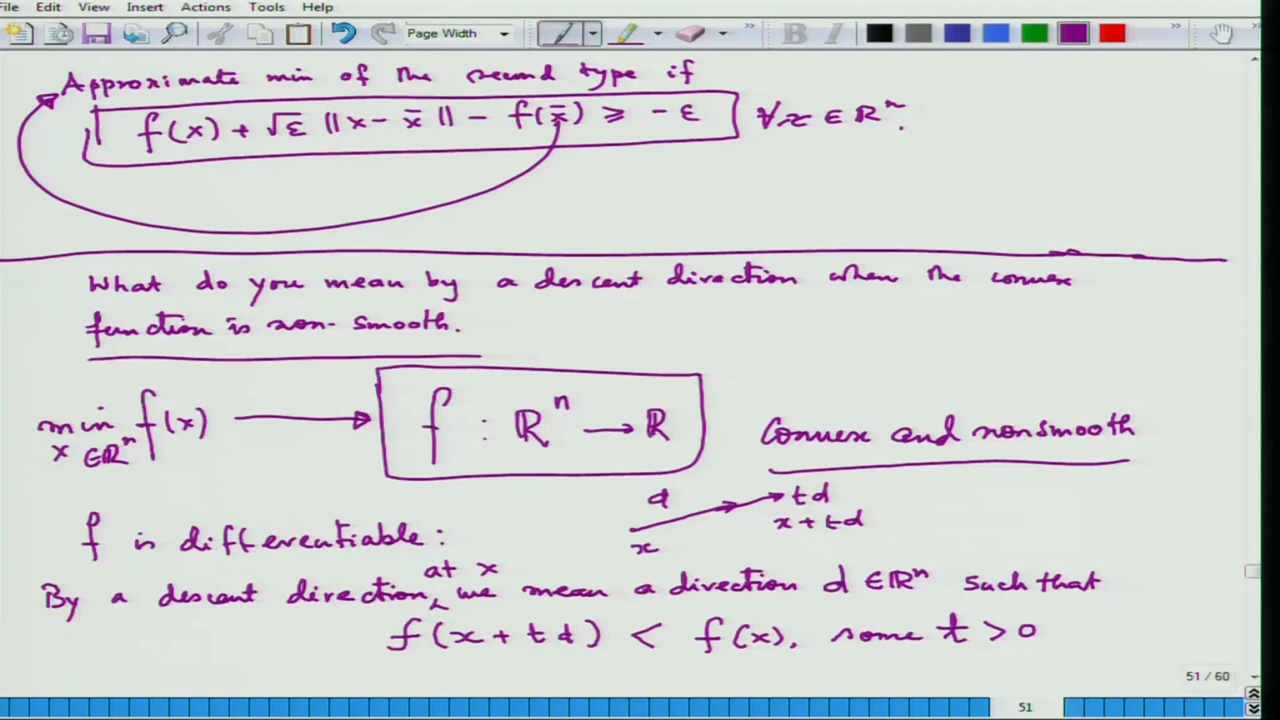 File Edit View Insert Actions Tools Help
Page Width
Approximate min of the second type if
f(x) + √ε ||x - x̄ || - f(x̄) ≥ - ε ∀x ∈ ℝⁿ.
What do you mean by a descent direction when the convex
function is non-smooth.
min f(x) → f : ℝⁿ → ℝ Convex and nonsmooth
x ∈ℝⁿ
d td
x x + td
f is differentiable:
at x
By a descent direction, we mean a direction d ∈ℝⁿ such that
f(x + td) < f(x), some t > 0
51 / 60
51